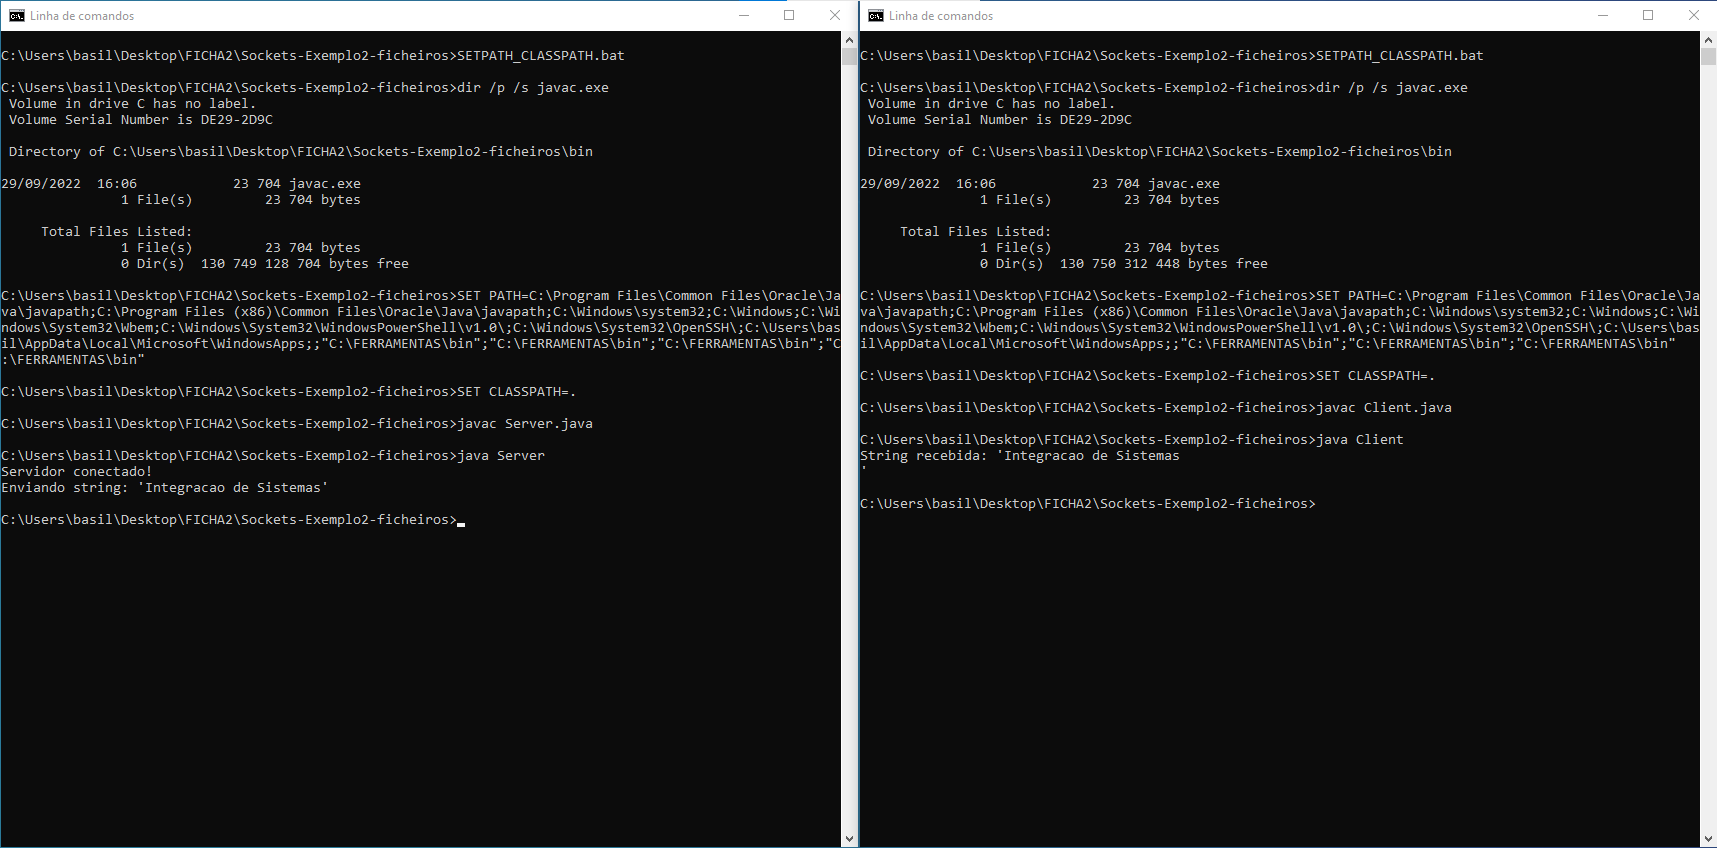 Linha de comandos
C:\Users\basil\Desktop\FICHA2\Sockets-Exemplo2-ficheiros>SETPATH_CLASSPATH.bat
C:\Users\basil\Desktop\FICHA2\Sockets-Exemplo2-ficheiros>dir /p /s javac.exe
Volume in drive C has no label.
Volume Serial Number is DE29-2D9C
Directory of C:\Users\basil\Desktop\FICHA2\Sockets-Exemplo2-ficheiros\bin
29/09/2022  16:06            23 704 javac.exe
1 File(s)         23 704 bytes
Total Files Listed:
1 File(s)         23 704 bytes
0 Dir(s)  130 749 128 704 bytes free
C:\Users\basil\Desktop\FICHA2\Sockets-Exemplo2-ficheiros>SET PATH=C:\Program Files\Common Files\Oracle\Ja
va\javapath;C:\Program Files (x86)\Common Files\Oracle\Java\javapath;C:\Windows\system32;C:\Windows;C:\Wi
ndows\System32\Wbem;C:\Windows\System32\WindowsPowerShell\v1.0\;C:\Windows\System32\OpenSSH\;C:\Users\bas
il\AppData\Local\Microsoft\WindowsApps;;"C:\FERRAMENTAS\bin";"C:\FERRAMENTAS\bin";"C:\FERRAMENTAS\bin";"C
:\FERRAMENTAS\bin"
C:\Users\basil\Desktop\FICHA2\Sockets-Exemplo2-ficheiros>SET CLASSPATH=.
C:\Users\basil\Desktop\FICHA2\Sockets-Exemplo2-ficheiros>javac Server.java
C:\Users\basil\Desktop\FICHA2\Sockets-Exemplo2-ficheiros>java Server
Servidor conectado!
Enviando string: 'Integracao de Sistemas'
C:\Users\basil\Desktop\FICHA2\Sockets-Exemplo2-ficheiros>
Linha de comandos
C:\Users\basil\Desktop\FICHA2\Sockets-Exemplo2-ficheiros>SETPATH_CLASSPATH.bat
C:\Users\basil\Desktop\FICHA2\Sockets-Exemplo2-ficheiros>dir /p /s javac.exe
Volume in drive C has no label.
Volume Serial Number is DE29-2D9C
Directory of C:\Users\basil\Desktop\FICHA2\Sockets-Exemplo2-ficheiros\bin
29/09/2022  16:06            23 704 javac.exe
1 File(s)         23 704 bytes
Total Files Listed:
1 File(s)         23 704 bytes
0 Dir(s)  130 750 312 448 bytes free
C:\Users\basil\Desktop\FICHA2\Sockets-Exemplo2-ficheiros>SET PATH=C:\Program Files\Common Files\Oracle\Ja
va\javapath;C:\Program Files (x86)\Common Files\Oracle\Java\javapath;C:\Windows\system32;C:\Windows;C:\Wi
ndows\System32\Wbem;C:\Windows\System32\WindowsPowerShell\v1.0\;C:\Windows\System32\OpenSSH\;C:\Users\bas
il\AppData\Local\Microsoft\WindowsApps;;"C:\FERRAMENTAS\bin";"C:\FERRAMENTAS\bin";"C:\FERRAMENTAS\bin"
C:\Users\basil\Desktop\FICHA2\Sockets-Exemplo2-ficheiros>SET CLASSPATH=.
C:\Users\basil\Desktop\FICHA2\Sockets-Exemplo2-ficheiros>javac Client.java
C:\Users\basil\Desktop\FICHA2\Sockets-Exemplo2-ficheiros>java Client
String recebida: 'Integracao de Sistemas
'
C:\Users\basil\Desktop\FICHA2\Sockets-Exemplo2-ficheiros>